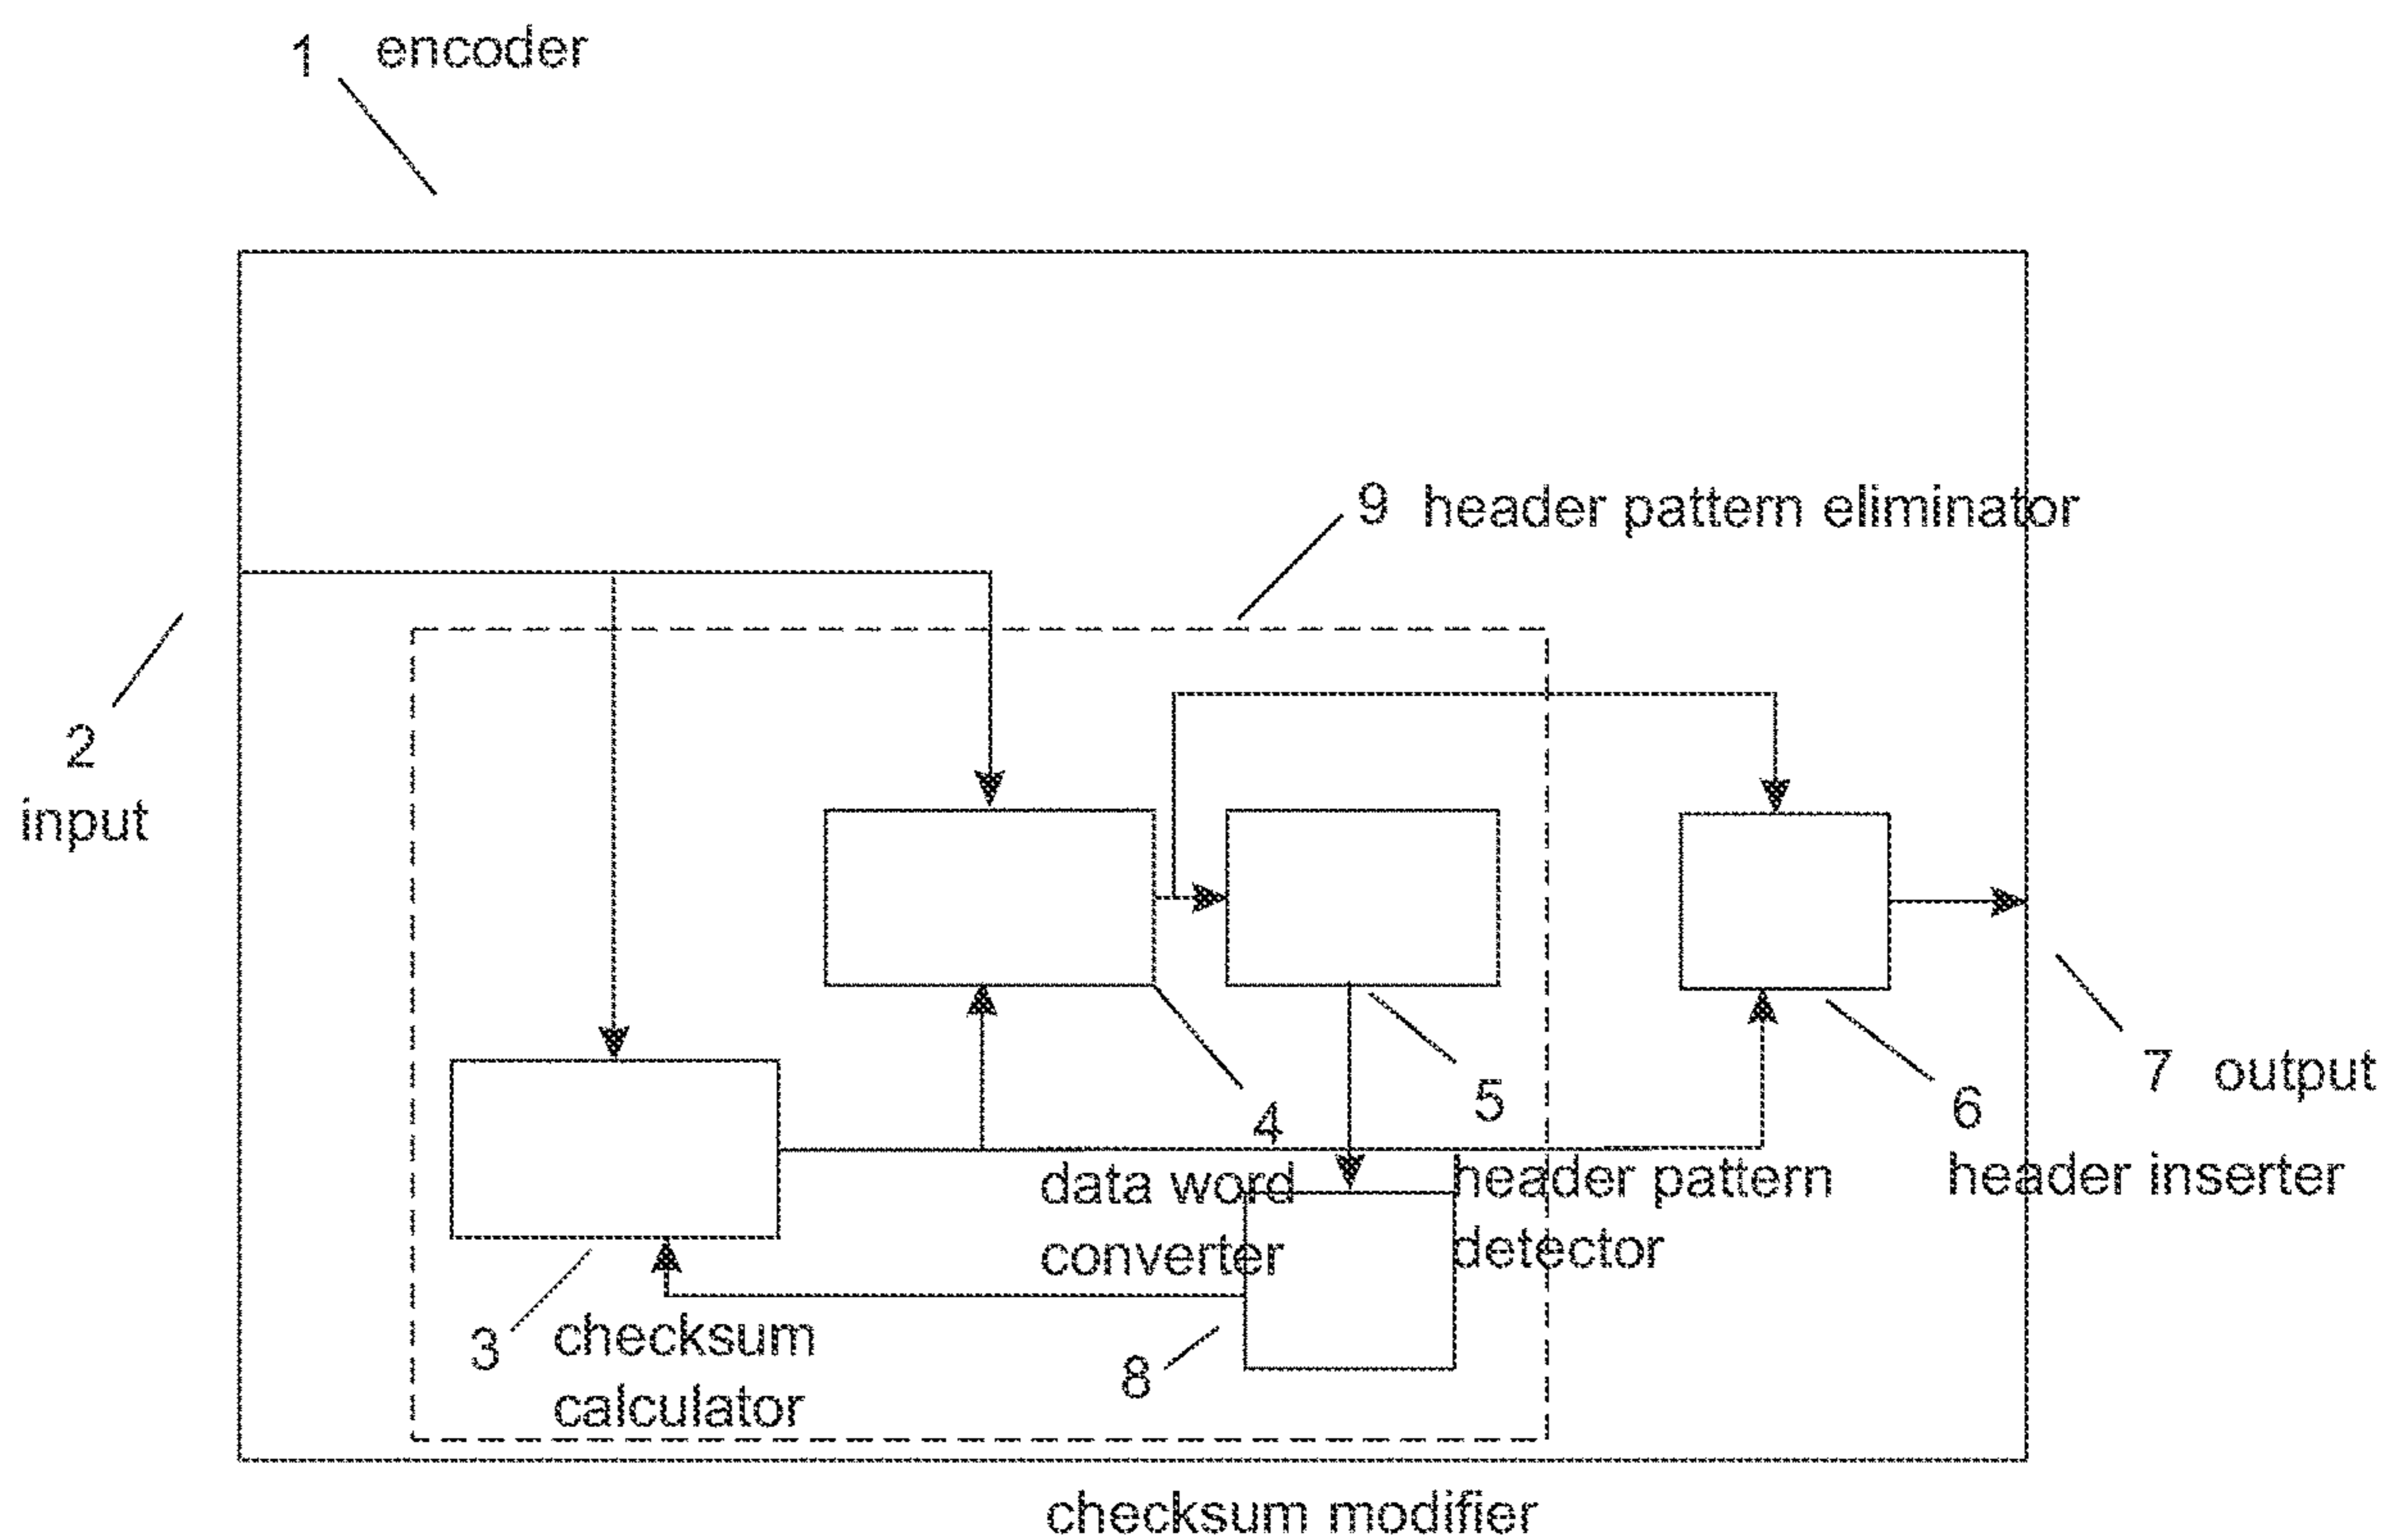 1 encoder
9 header pattern eliminator
2
input
7 output
4
data word
converter
5
header pattern
detector
6
header inserter
3 checksum
calculator
8
checksum modifier